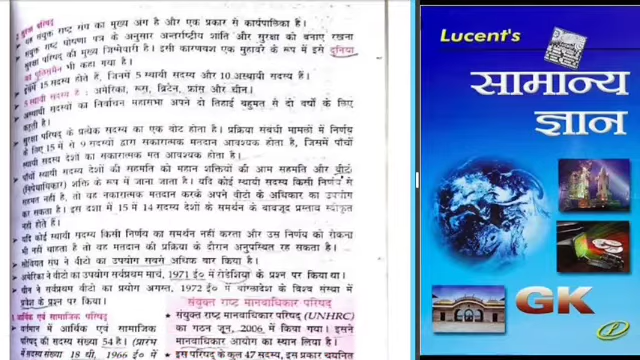 2. सुरक्षा परिषद्
➤ यह संयुक्त राष्ट्र संघ का मुख्य अंग है और एक प्रकार से कार्यपालिका है।
➤ संयुक्त राष्ट्र घोषणा पत्र के अनुसार अन्तर्राष्ट्रीय शांति और सुरक्षा को बनाए रखना
सुरक्षा परिषद् की मुख्य जिम्मेवारी है। इसी कारणवश एक मुहावरे के रूप में इसे दुनिया
का पुलिसमैन भी कहा गया है।
➤ इसमें 15 सदस्य होते हैं, जिनमें 5 स्थायी सदस्य और 10 अस्थायी सदस्य हैं।
➤ 5 स्थायी सदस्य हैं : अमेरिका, रूस, ब्रिटेन, फ्रांस और चीन।
➤ अस्थायी सदस्यों का निर्वाचन महासभा अपने दो तिहाई बहुमत से दो वर्षों के लिए
करती है।
➤ सुरक्षा परिषद् के प्रत्येक सदस्य का एक वोट होता है। प्रक्रिया संबंधी मामलों में निर्णय
के लिए 15 में से 9 सदस्यों द्वारा सकारात्मक मतदान आवश्यक होता है, जिसमें पाँचों
स्थायी सदस्य देशों का सकारात्मक मत आवश्यक होता है।
➤ पाँचों स्थायी सदस्य देशों की सहमति को महान शक्तियों की आम सहमति और वीटो
(निषेधाधिकार) शक्ति के रूप में जाना जाता है। यदि कोई स्थायी सदस्य किसी निर्णय से
सहमत नहीं है, तो वह नकारात्मक मतदान करके अपने वीटो के अधिकार का उपयोग
कर सकता है। इस दशा में 15 में 14 सदस्य देशों के समर्थन के बावजूद प्रस्ताव स्वीकृत
नहीं होते हैं।
➤ यदि कोई स्थायी सदस्य किसी निर्णय का समर्थन नहीं करता और उस निर्णय को रोकना
भी नहीं चाहता है तो वह मतदान की प्रक्रिया के दौरान अनुपस्थित रह सकता है।
➤ सोवियत संघ ने वीटो का उपयोग सबसे अधिक बार किया है।
➤ अमेरिका ने वीटो का उपयोग सर्वप्रथम मार्च, 1971 ई० में रोडेशिया के प्रश्न पर किया था।
➤ चीन ने सर्वप्रथम वीटो का प्रयोग अगस्त, 1972 ई० में बांग्लादेश के विश्व संस्था में
प्रवेश के प्रश्न पर किया।
3. आर्थिक एवं सामाजिक परिषद्
➤ वर्तमान में आर्थिक एवं सामाजिक
परिषद् की सदस्य संख्या 54 है। (प्रारंभ
में सदस्य संख्या 18 थी, 1966 ई० में
संयुक्त राष्ट्र मानवाधिकार परिषद्
➤ संयुक्त राष्ट्र मानवाधिकार परिषद् (UNHRC)
का गठन जून, 2006 में किया गया। इसने
मानवाधिकार आयोग का स्थान लिया है।
➤ इस परिषद् के कुल 47 सदस्य, इस प्रकार चयनित
Lucent's
सामान्य
ज्ञान
GK